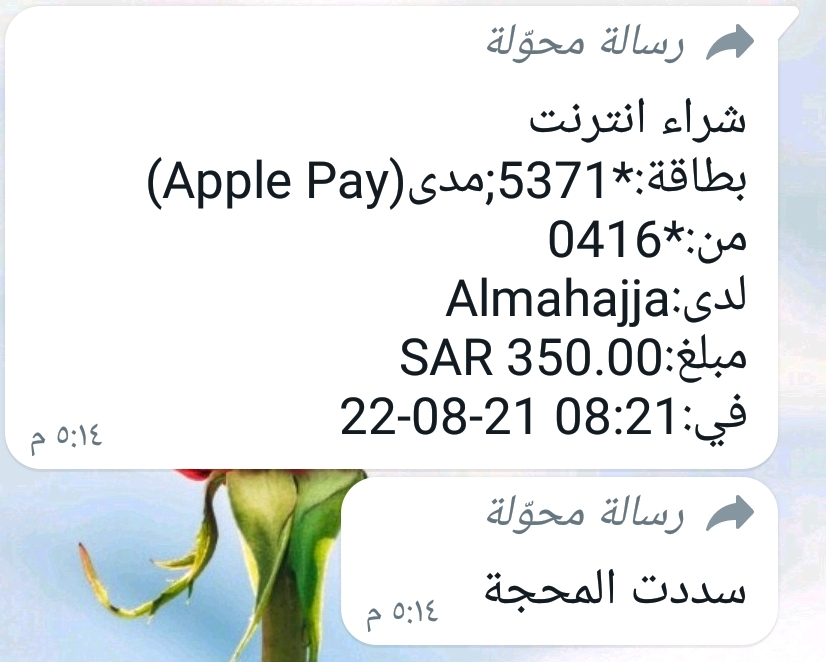 رسالة محوّلة
شراء انترنت
بطاقة:*5371;مدى(Apple Pay)
من:*0416
لدى:Almahajja
مبلغ:SAR 350.00
في:22-08-21 08:21
٥:١٤ م
رسالة محوّلة
سددت المحجة
٥:١٤ م